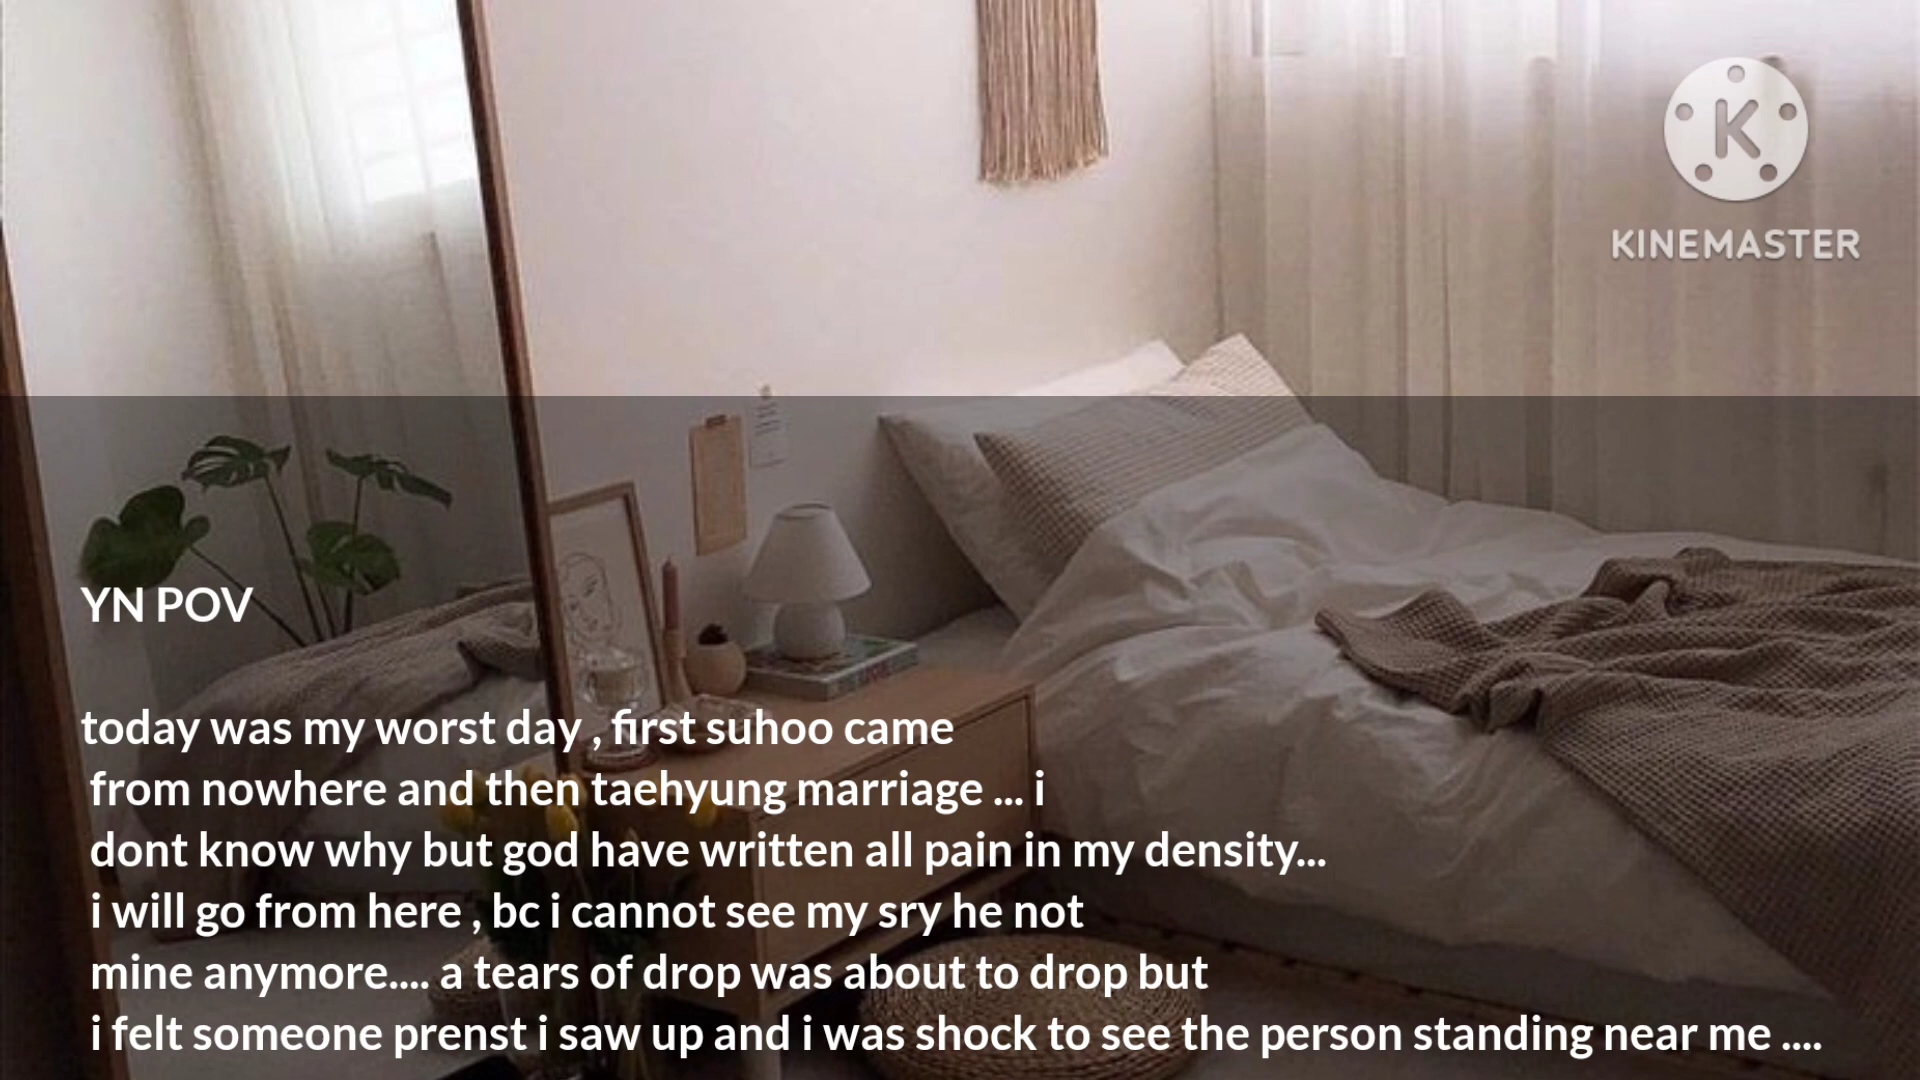 K
KINEMASTER
YN POV
today was my worst day , first suhoo came
from nowhere and then taehyung marriage ... i
dont know why but god have written all pain in my density...
i will go from here , bc i cannot see my sry he not
mine anymore.... a tears of drop was about to drop but
i felt someone prenst i saw up and i was shock to see the person standing near me ....